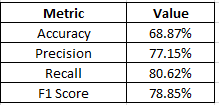 Metric Value
Accuracy 68.87%
Precision 77.15%
Recall 80.62%
F1 Score 78.85%